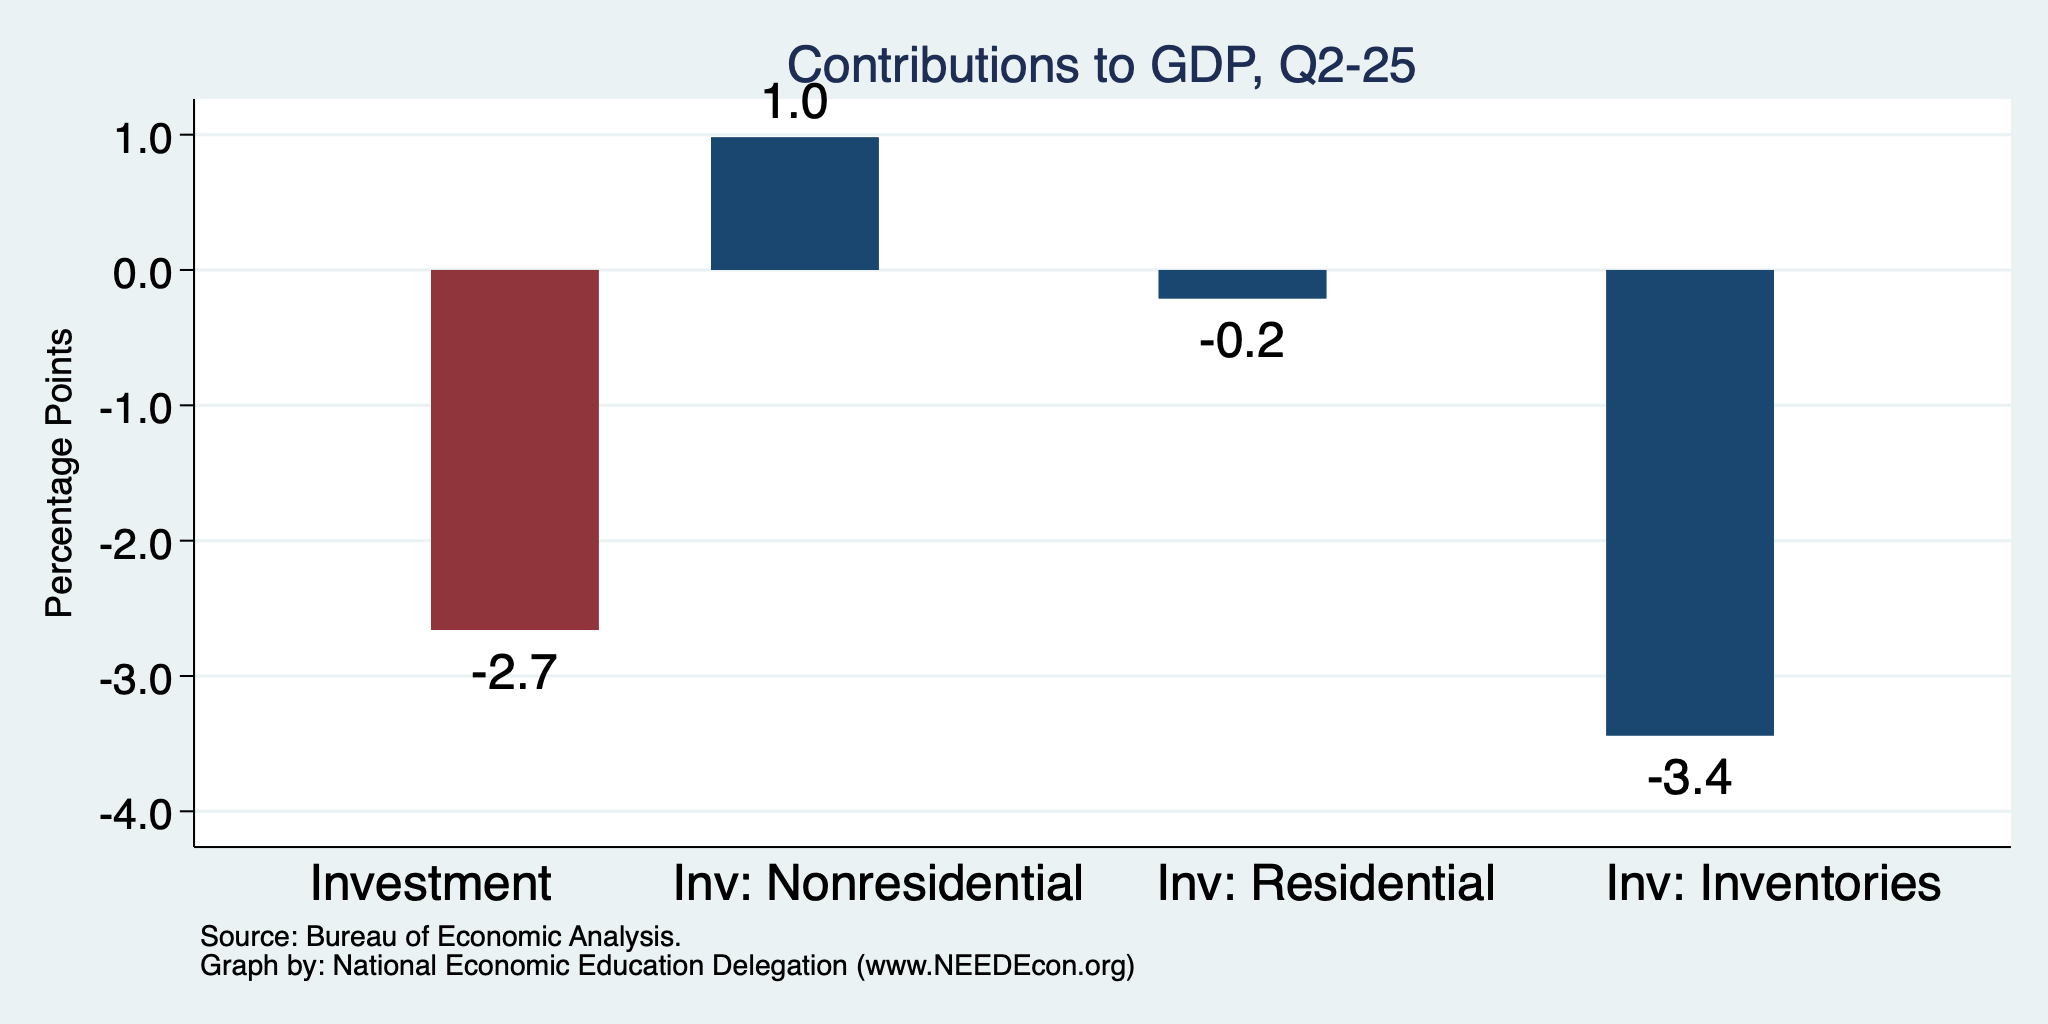 Contributions to GDP, Q2-25
1.0
1.0
0.0
-1.0
-2.0
-3.0
-4.0
Percentage Points
-2.7
-0.2
-3.4
Investment Inv: Nonresidential Inv: Residential Inv: Inventories
Source: Bureau of Economic Analysis.
Graph by: National Economic Education Delegation (www.NEEDEcon.org)